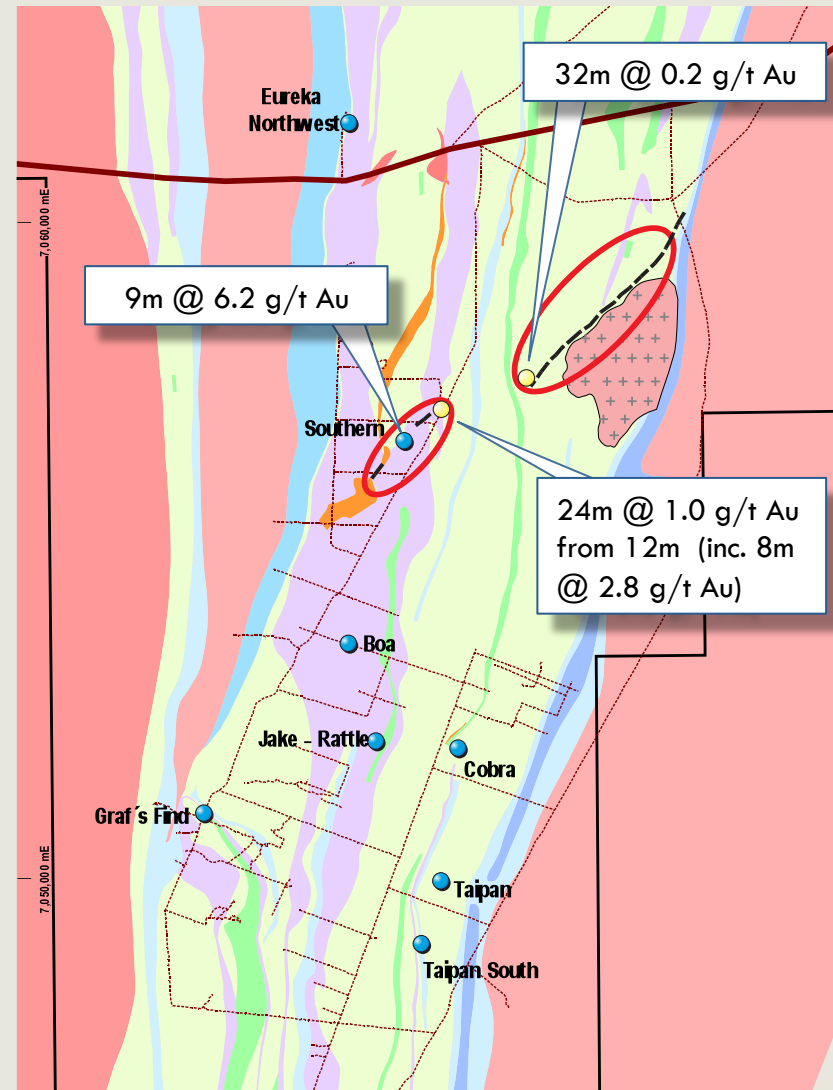 32m @ 0.2 g/t Au
Eureka
Northwest
7,060,000 mE
9m @ 6.2 g/t Au
Southern
24m @ 1.0 g/t Au
from 12m (inc. 8m
@ 2.8 g/t Au)
Boa
Jake - Rattle
Cobra
Graf´s Find
7,050,000 mE
Taipan
Taipan South